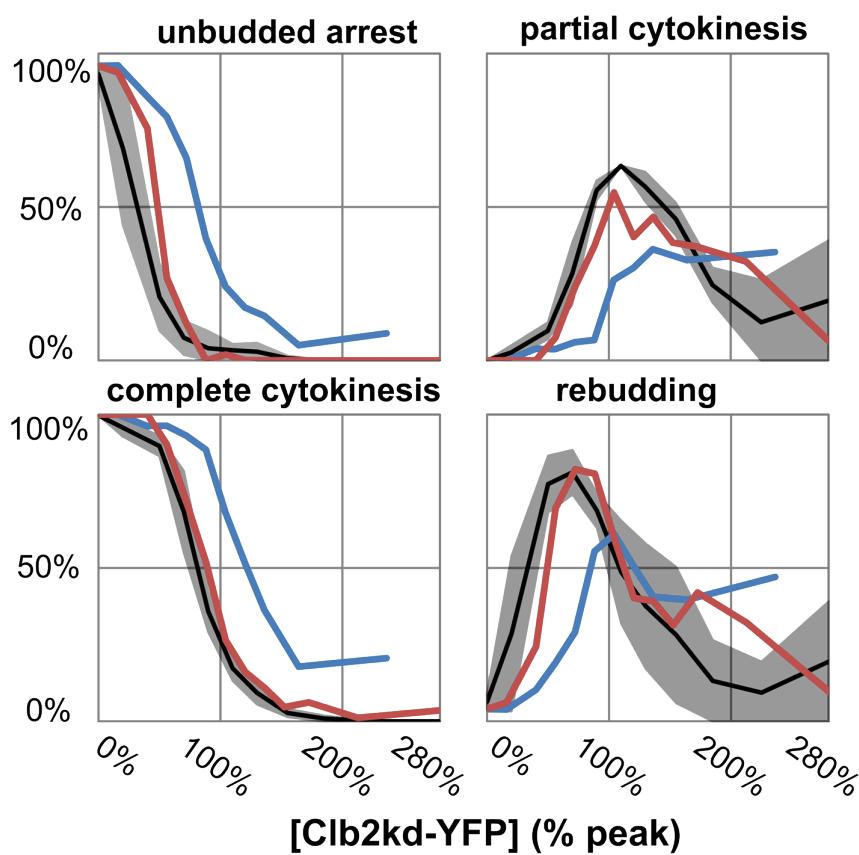 unbudded arrest
partial cytokinesis
100%
50%
0%
complete cytokinesis
rebudding
100%
50%
0%
0%
100%
200%
280%
0%
100%
200%
280%
[Clb2kd-YFP] (% peak)